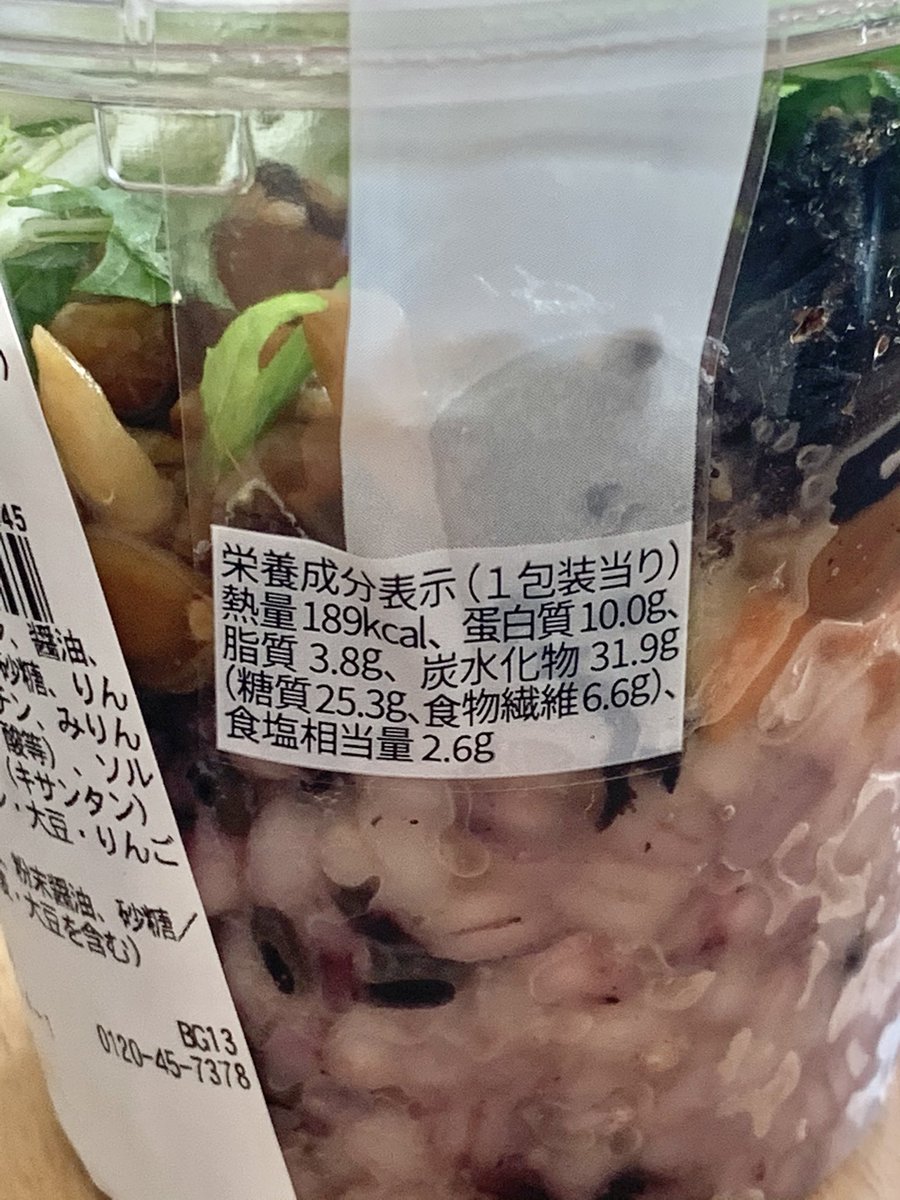 栄養成分表示(1包装当り)
熱量189kcal、蛋白質10.0g、
脂質 3.8g、炭水化物 31.9g
(糖質25.3g、食物繊維6.6g)、
食塩相当量2.6g
)
45
、醤油、
砂糖、りん
チン、みりん
酸等)、ソル
(キサンタン)
・大豆・りんご
粉末醤油、砂糖/
・大豆を含む)
BG13
0120-45-7378